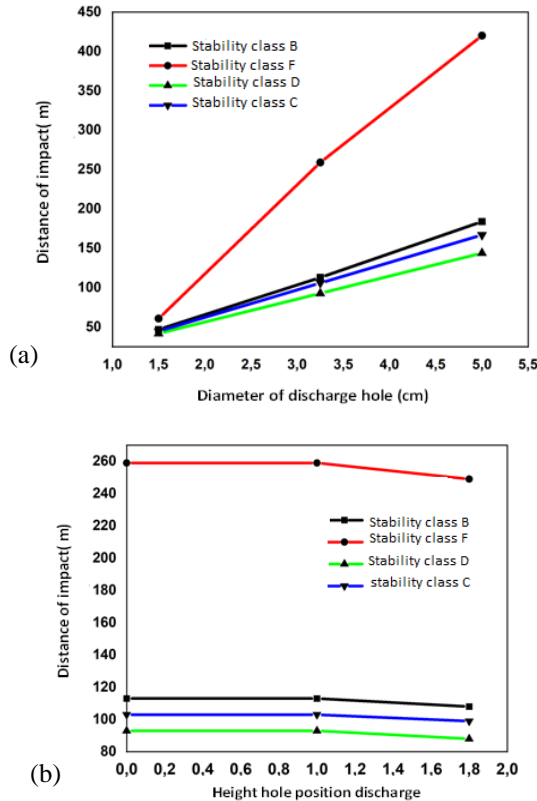 450
400
350
300
250
200
150
100
50
Distance of impact( m)
Stability class B
Stability class F
Stability class D
Stability class C
1,0 1,5 2,0 2,5 3,0 3,5 4,0 4,5 5,0 5,5
Diameter of discharge hole (cm)
(a)
260
240
220
200
180
160
140
120
100
80
Distance of impact( m)
Stability class B
Stability class F
Stability class D
stability class C
0,0 0,2 0,4 0,6 0,8 1,0 1,2 1,4 1,6 1,8 2,0
Height hole position discharge
(b)